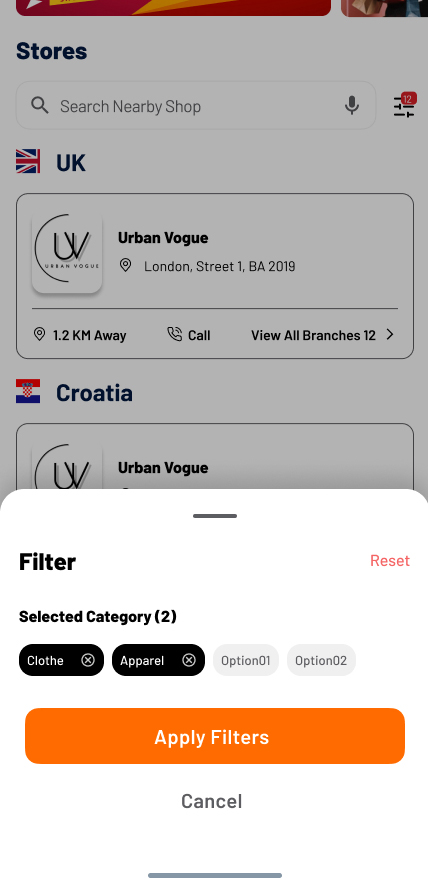 Stores
Search Nearby Shop
12
UK
UV
URBAN VOGUE
Urban Vogue
London, Street 1, BA 2019
1.2 KM Away
Call
View All Branches 12
Croatia
UV
Urban Vogue
Filter
Reset
Selected Category (2)
Clothe
Apparel
Option01
Option02
Apply Filters
Cancel